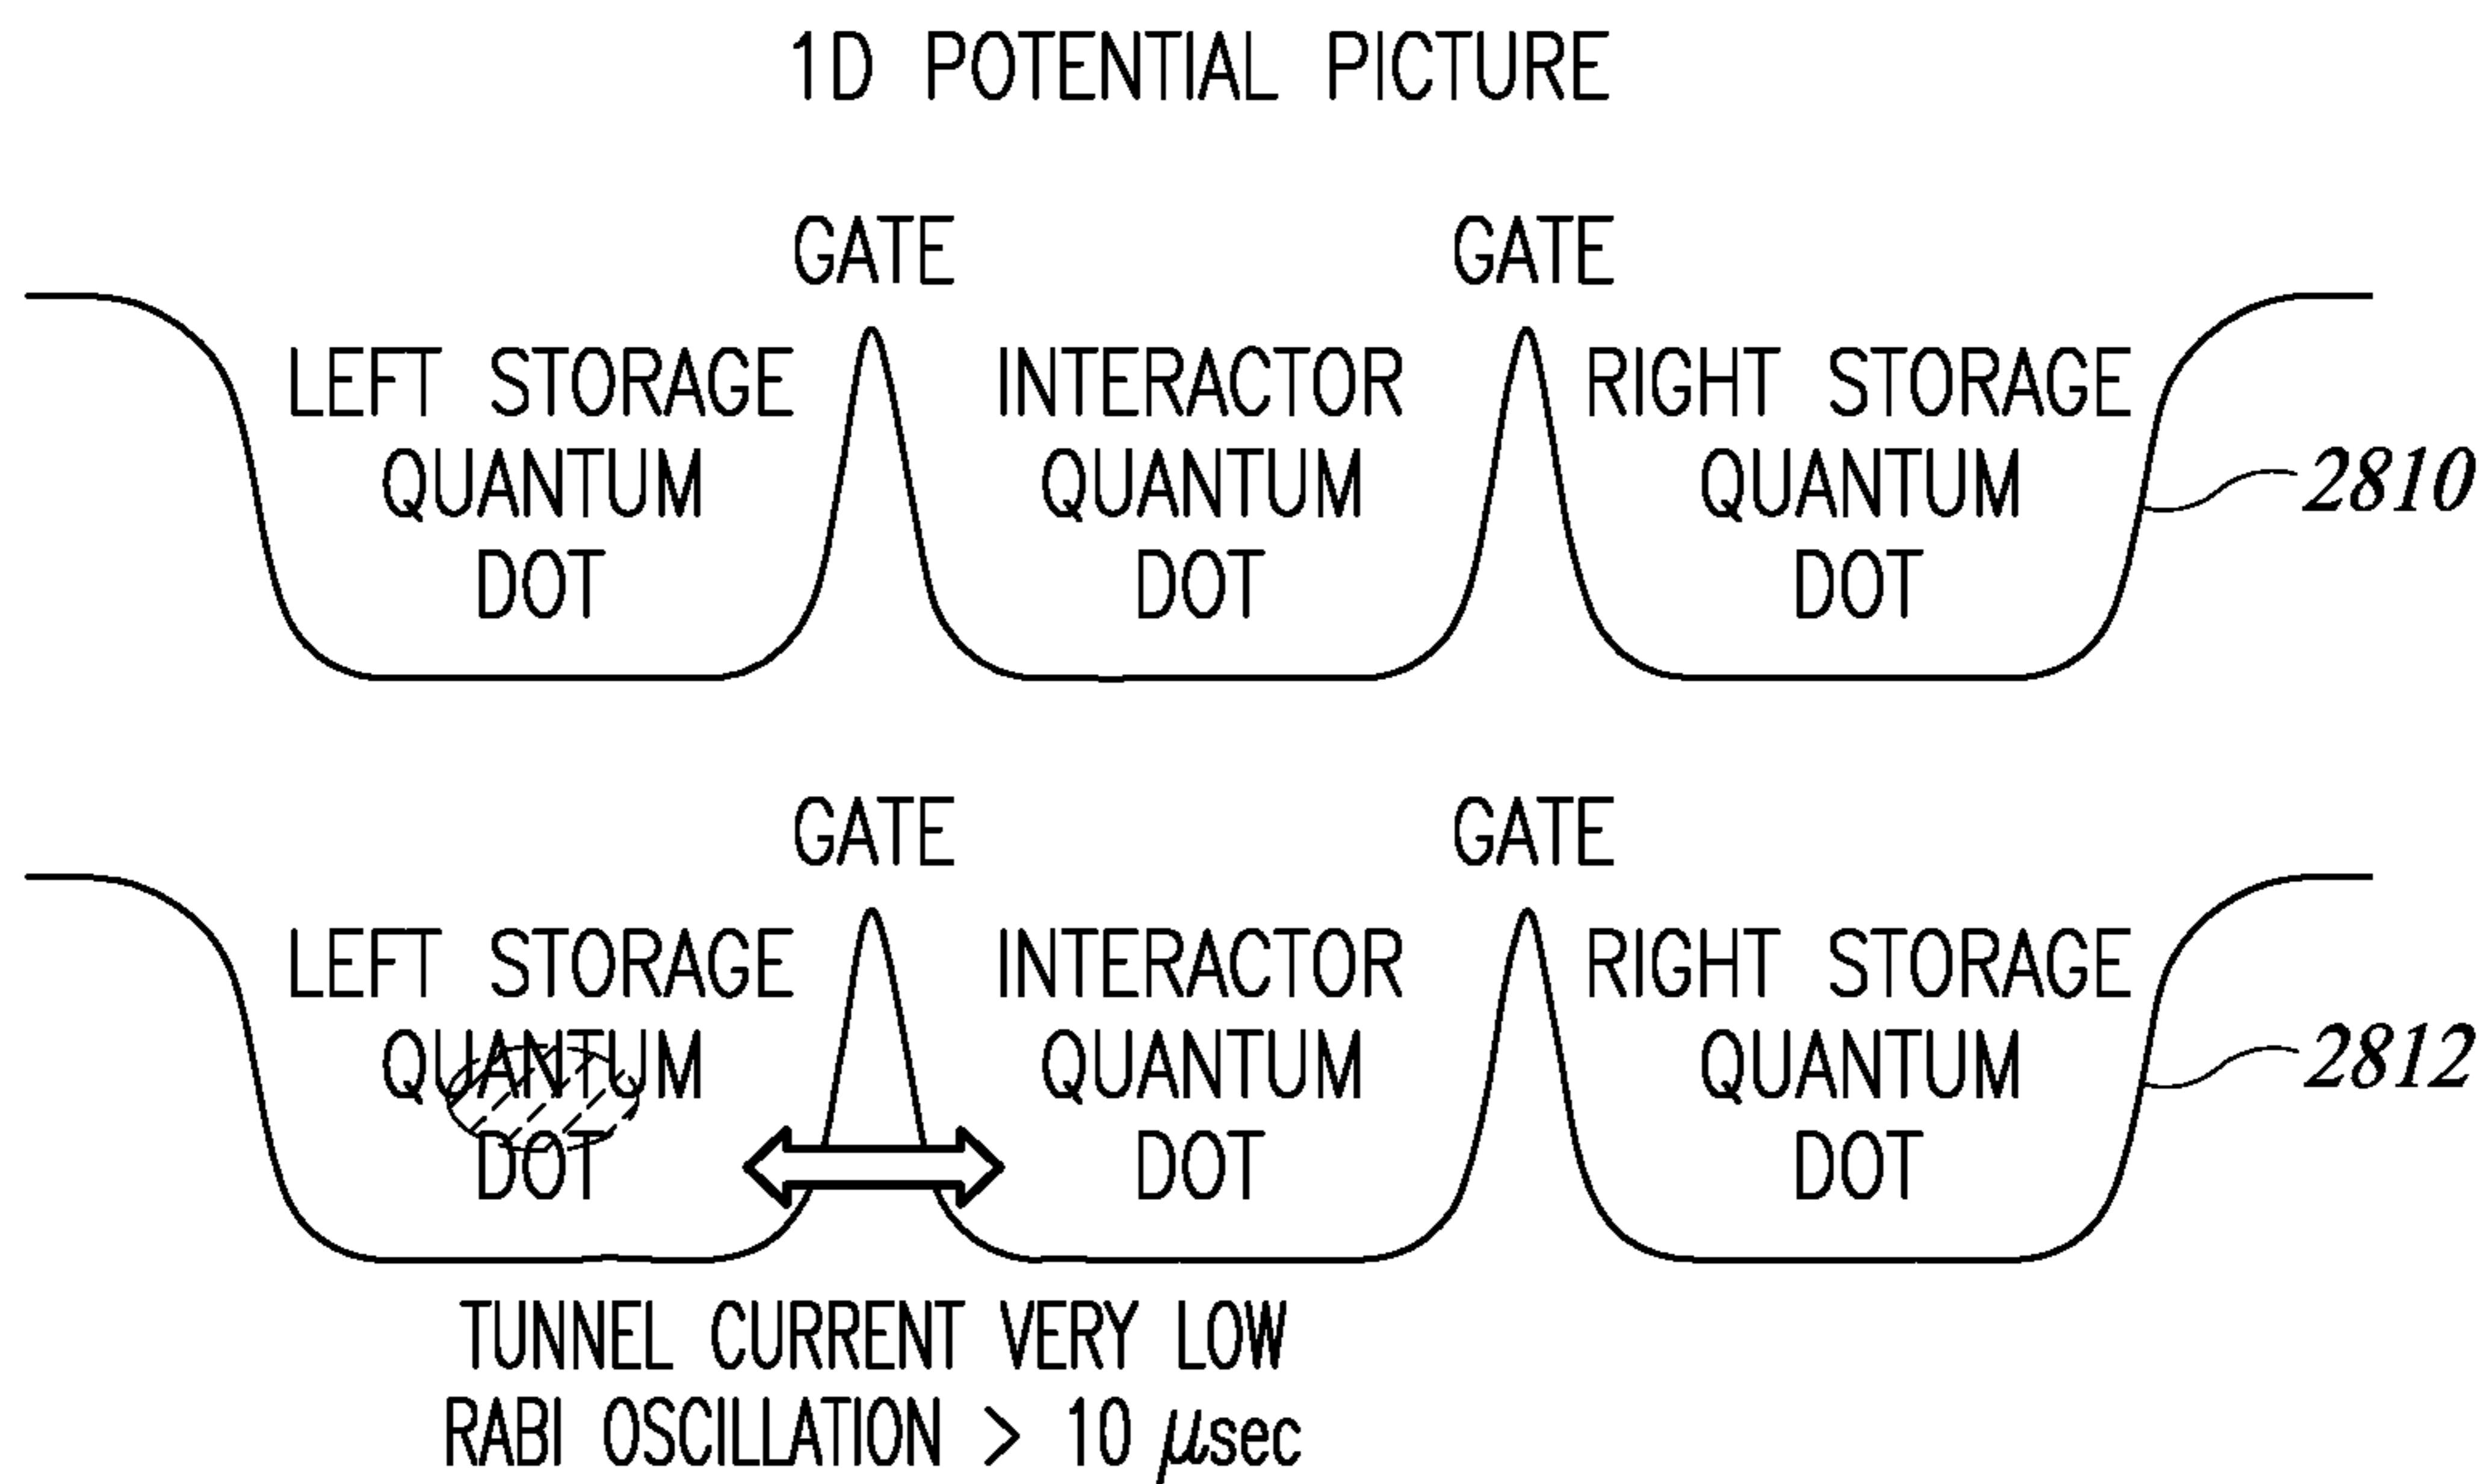 1D POTENTIAL PICTURE
GATE GATE
LEFT STORAGE INTERACTOR RIGHT STORAGE
QUANTUM QUANTUM QUANTUM 2810
DOT DOT DOT
GATE GATE
LEFT STORAGE INTERACTOR RIGHT STORAGE
QUANTUM QUANTUM QUANTUM 2812
DOT DOT DOT
TUNNEL CURRENT VERY LOW
RABI OSCILLATION > 10 μsec